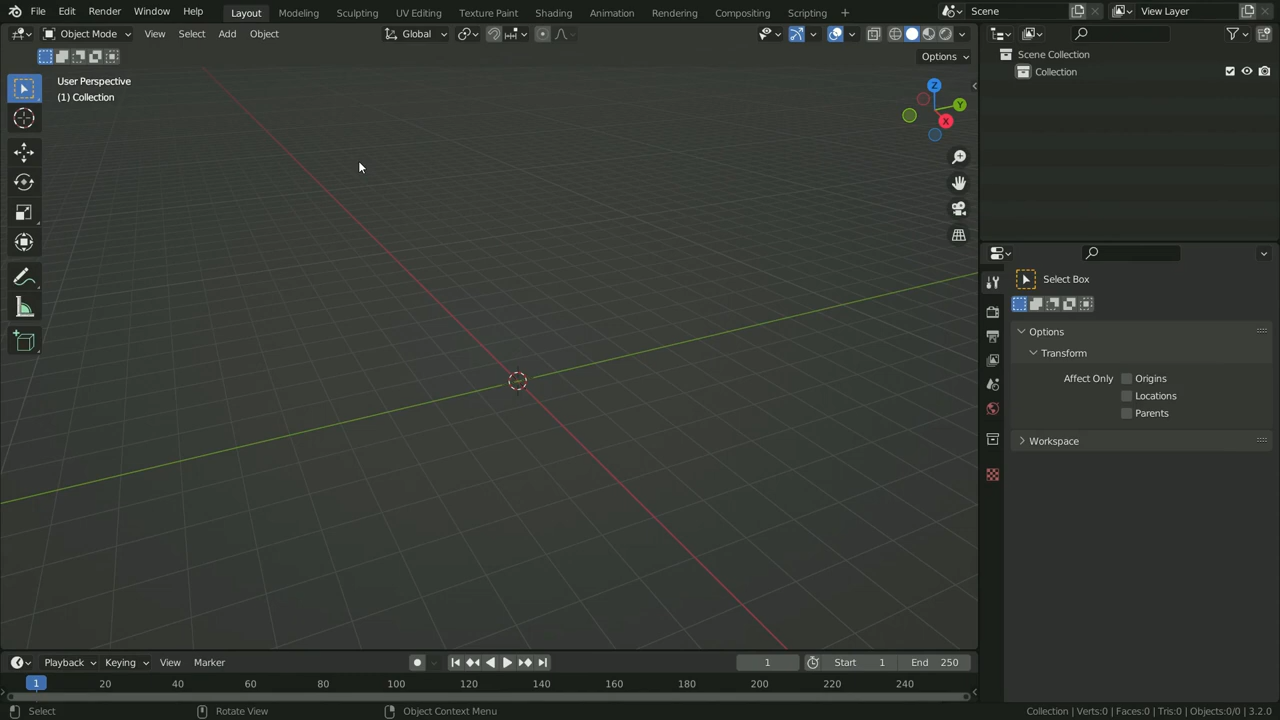 File Edit Render Window Help Layout Modeling Sculpting UV Editing Texture Paint Shading Animation Rendering Compositing Scripting + Scene View Layer
Object Mode View Select Add Object Global
Options
User Perspective
(1) Collection
Z
Y
X
Scene Collection
Collection
Select Box
Options
Transform
Affect Only Origins
Locations
Parents
Workspace
Playback Keying View Marker 1 Start 1 End 250
1 20 40 60 80 100 120 140 160 180 200 220 240
Select Rotate View Object Context Menu Collection | Verts:0 | Faces:0 | Tris:0 | Objects:0/0 | 3.2.0